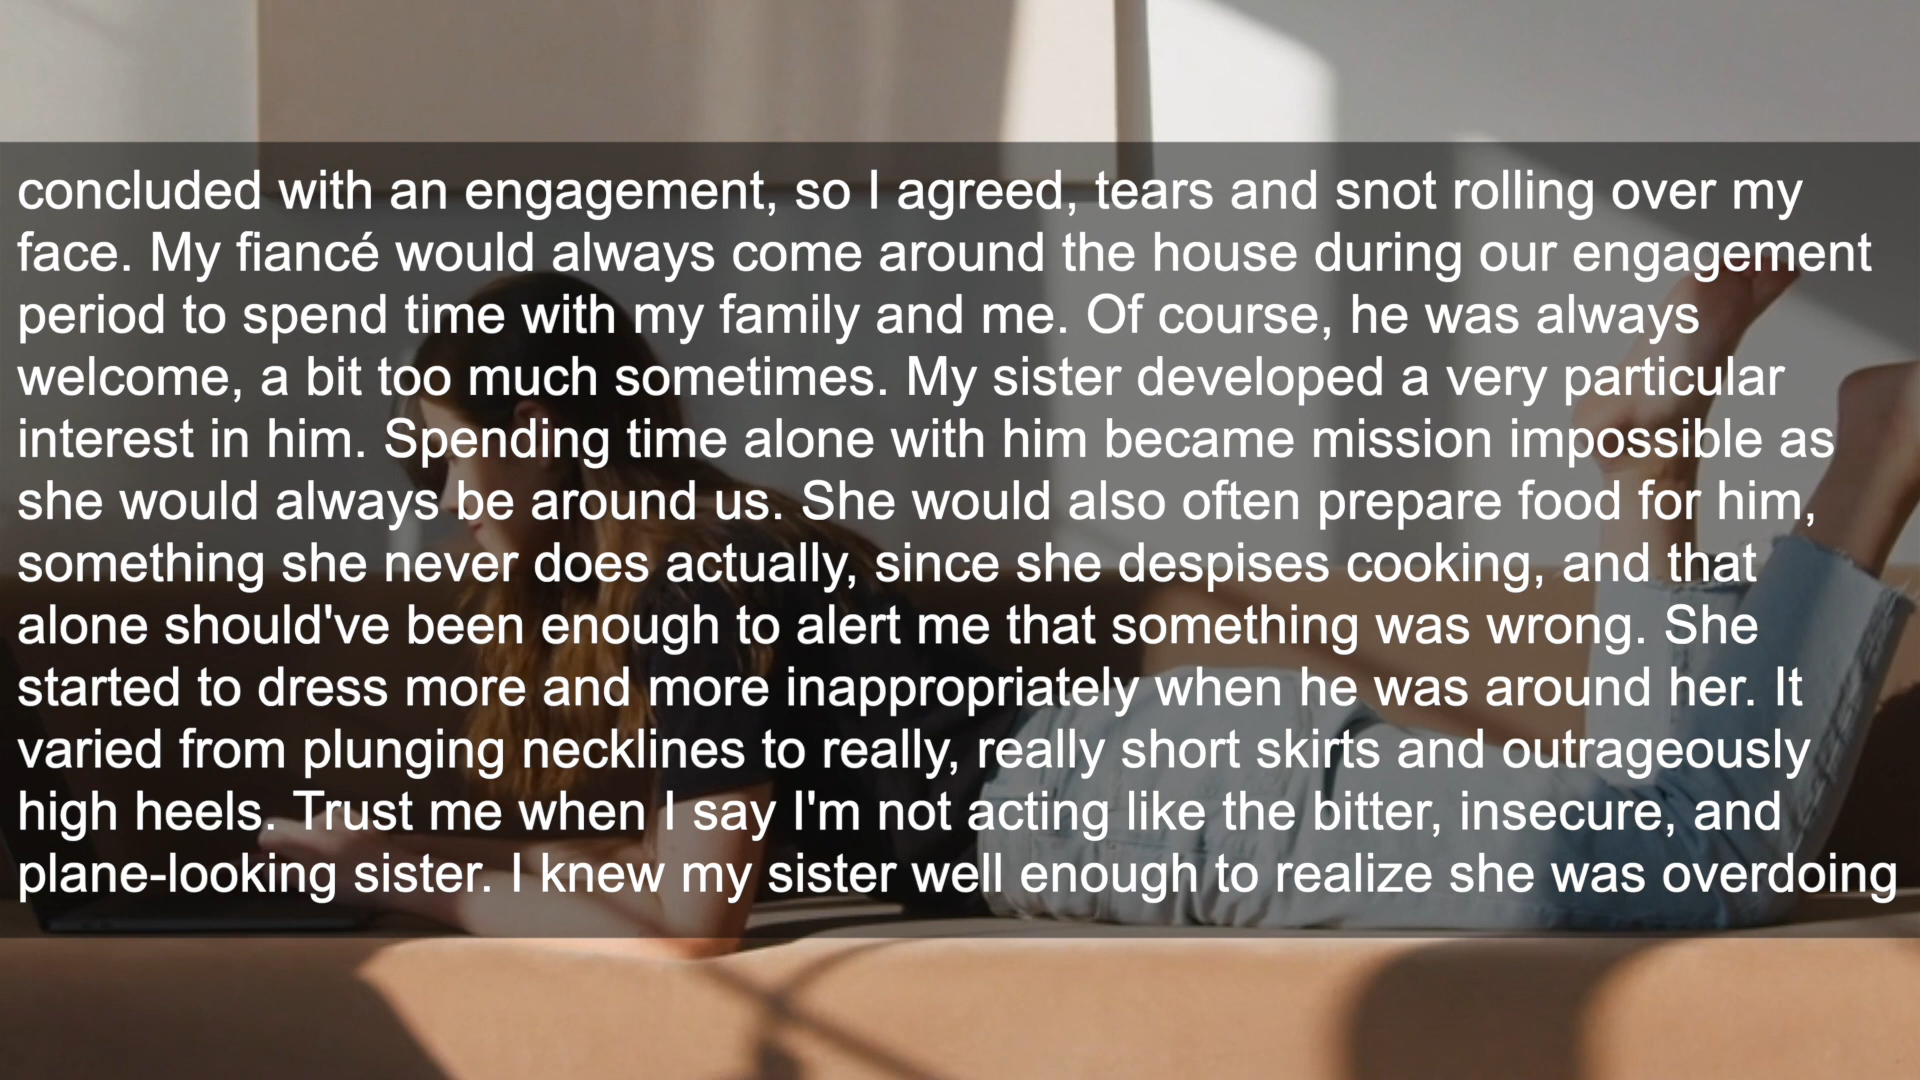 concluded with an engagement, so I agreed, tears and snot rolling over my
face. My fiancé would always come around the house during our engagement
period to spend time with my family and me. Of course, he was always
welcome, a bit too much sometimes. My sister developed a very particular
interest in him. Spending time alone with him became mission impossible as
she would always be around us. She would also often prepare food for him,
something she never does actually, since she despises cooking, and that
alone should've been enough to alert me that something was wrong. She
started to dress more and more inappropriately when he was around her. It
varied from plunging necklines to really, really short skirts and outrageously
high heels. Trust me when I say I'm not acting like the bitter, insecure, and
plane-looking sister. I knew my sister well enough to realize she was overdoing